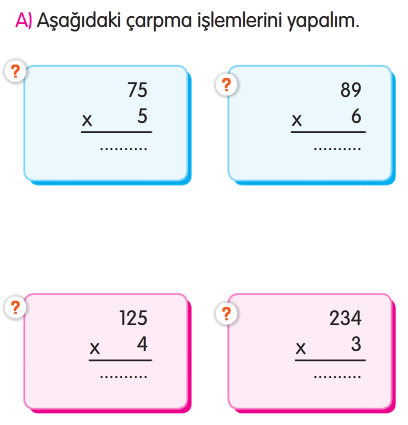 A) Aşağıdaki çarpma işlemlerini yapalım.
?
75
x 5
..........
?
89
x 6
..........
?
125
x 4
..........
?
234
x 3
..........